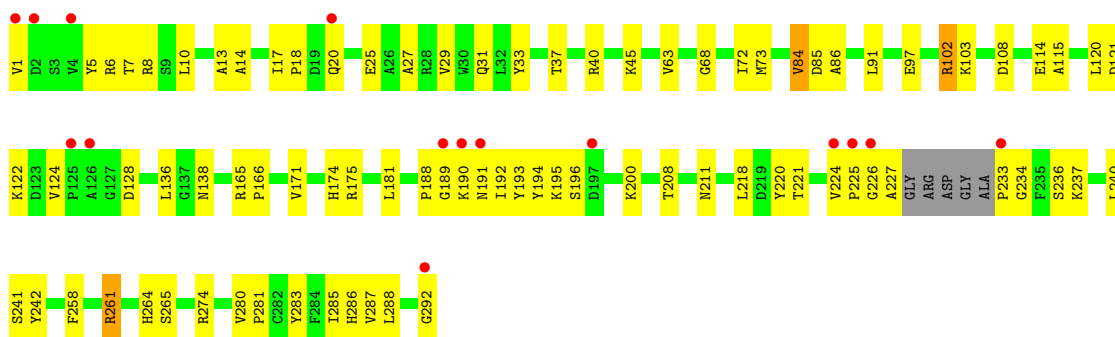 V1 D2 S3 V4 Y5 R6 T7 R8 S9 L10 A13 A14 I17 P18 D19 Q20 E25 A26 A27 R28 V29 W30 Q31 L32 Y33 T37 R40 K45 V63 G68 I72 M73 V84 D85 A86 L91 E97 R102 K103 D108 E114 A115 L120
K122 D123 V124 P125 A126 G127 D128 L136 G137 N138 R165 P166 V171 H174 R175 L181 P188 G189 K190 N191 I192 Y193 Y194 K195 S196 D197 K200 T208 N211 L218 D219 Y220 T221 V224 P225 G226 A227 GLY ARG ASP GLY ALA P233 G234 F235 S236 K237 L240
S241 Y242 F258 R261 H264 S265 R274 V280 P281 C282 Y283 F284 I285 H286 V287 L288 G292